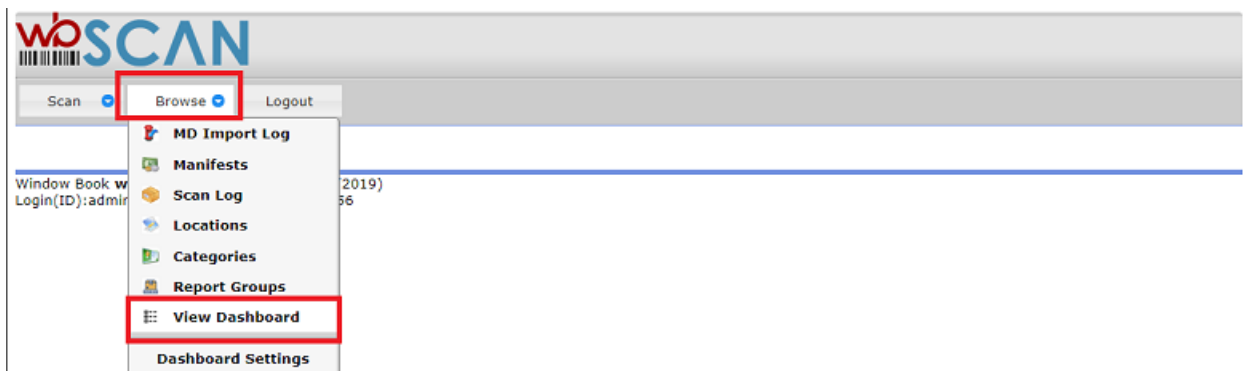 wbSCAN
Scan Browse Logout
MD Import Log
Manifests
Window Book w 2019)
Scan Log
Login(ID):admin 56
Locations
Categories
Report Groups
View Dashboard
Dashboard Settings